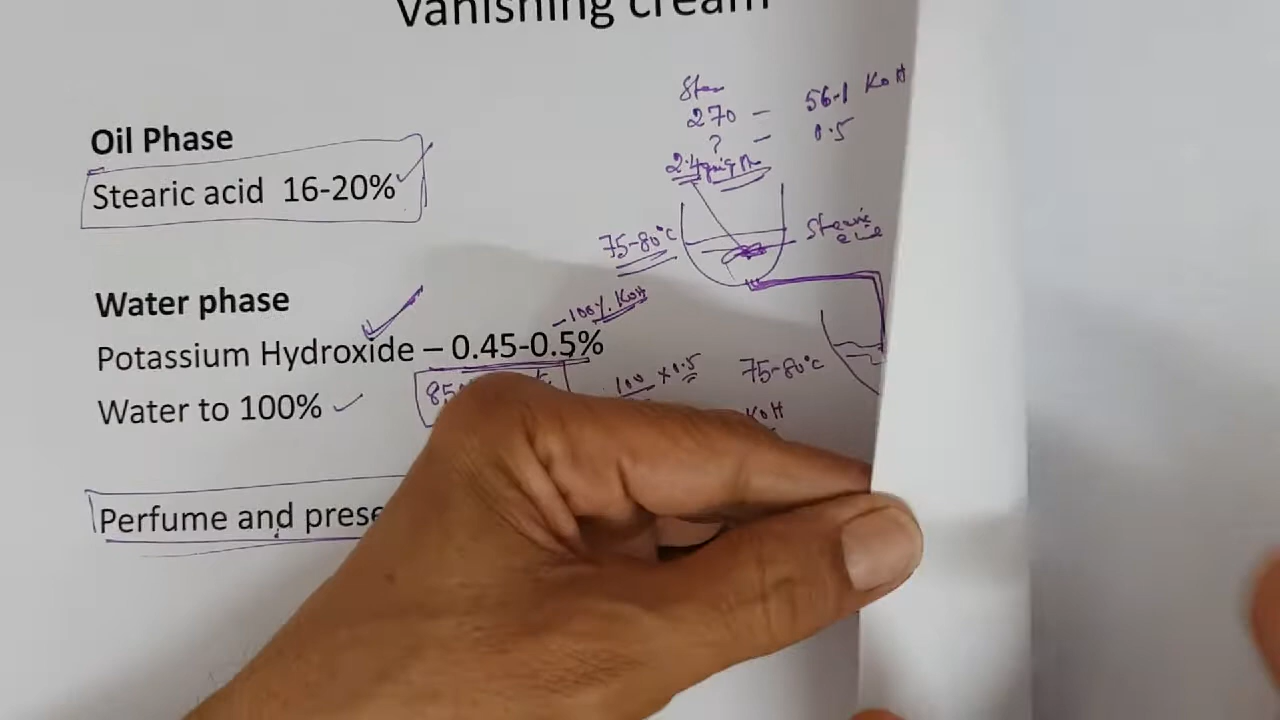 vanishing cream
Oil Phase
Stearic acid 16-20%
Water phase
Potassium Hydroxide – 0.45-0.5%
Water to 100%
Perfume and prese
270 – 56.1 KOH
? – 0.5
75-80°C
Stearic
– 100% KOH
100 x 0.5
75-80°C
KOH